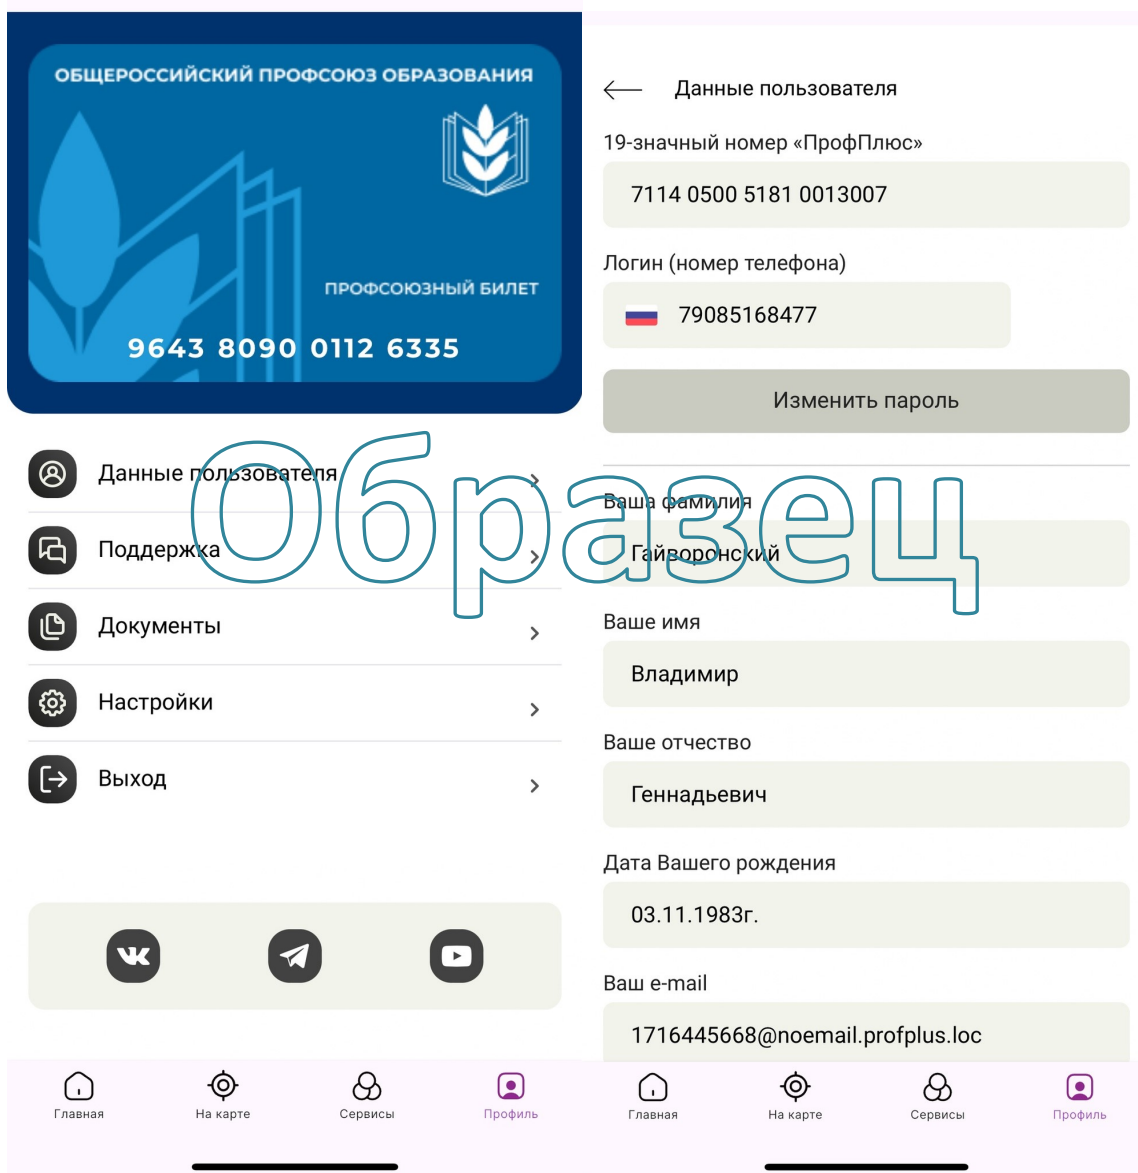 ОБЩЕРОССИЙСКИЙ ПРОФСОЮЗ ОБРАЗОВАНИЯ
ПРОФСОЮЗНЫЙ БИЛЕТ
9643 8090 0112 6335
Данные пользователя
Поддержка
Документы
Настройки
Выход
Главная
На карте
Сервисы
Профиль
Данные пользователя
19-значный номер «ПрофПлюс»
7114 0500 5181 0013007
Логин (номер телефона)
79085168477
Изменить пароль
Ваша фамилия
Гайворонский
Ваше имя
Владимир
Ваше отчество
Геннадьевич
Дата Вашего рождения
03.11.1983г.
Ваш e-mail
1716445668@noemail.profplus.loc
Главная
На карте
Сервисы
Профиль
Образец